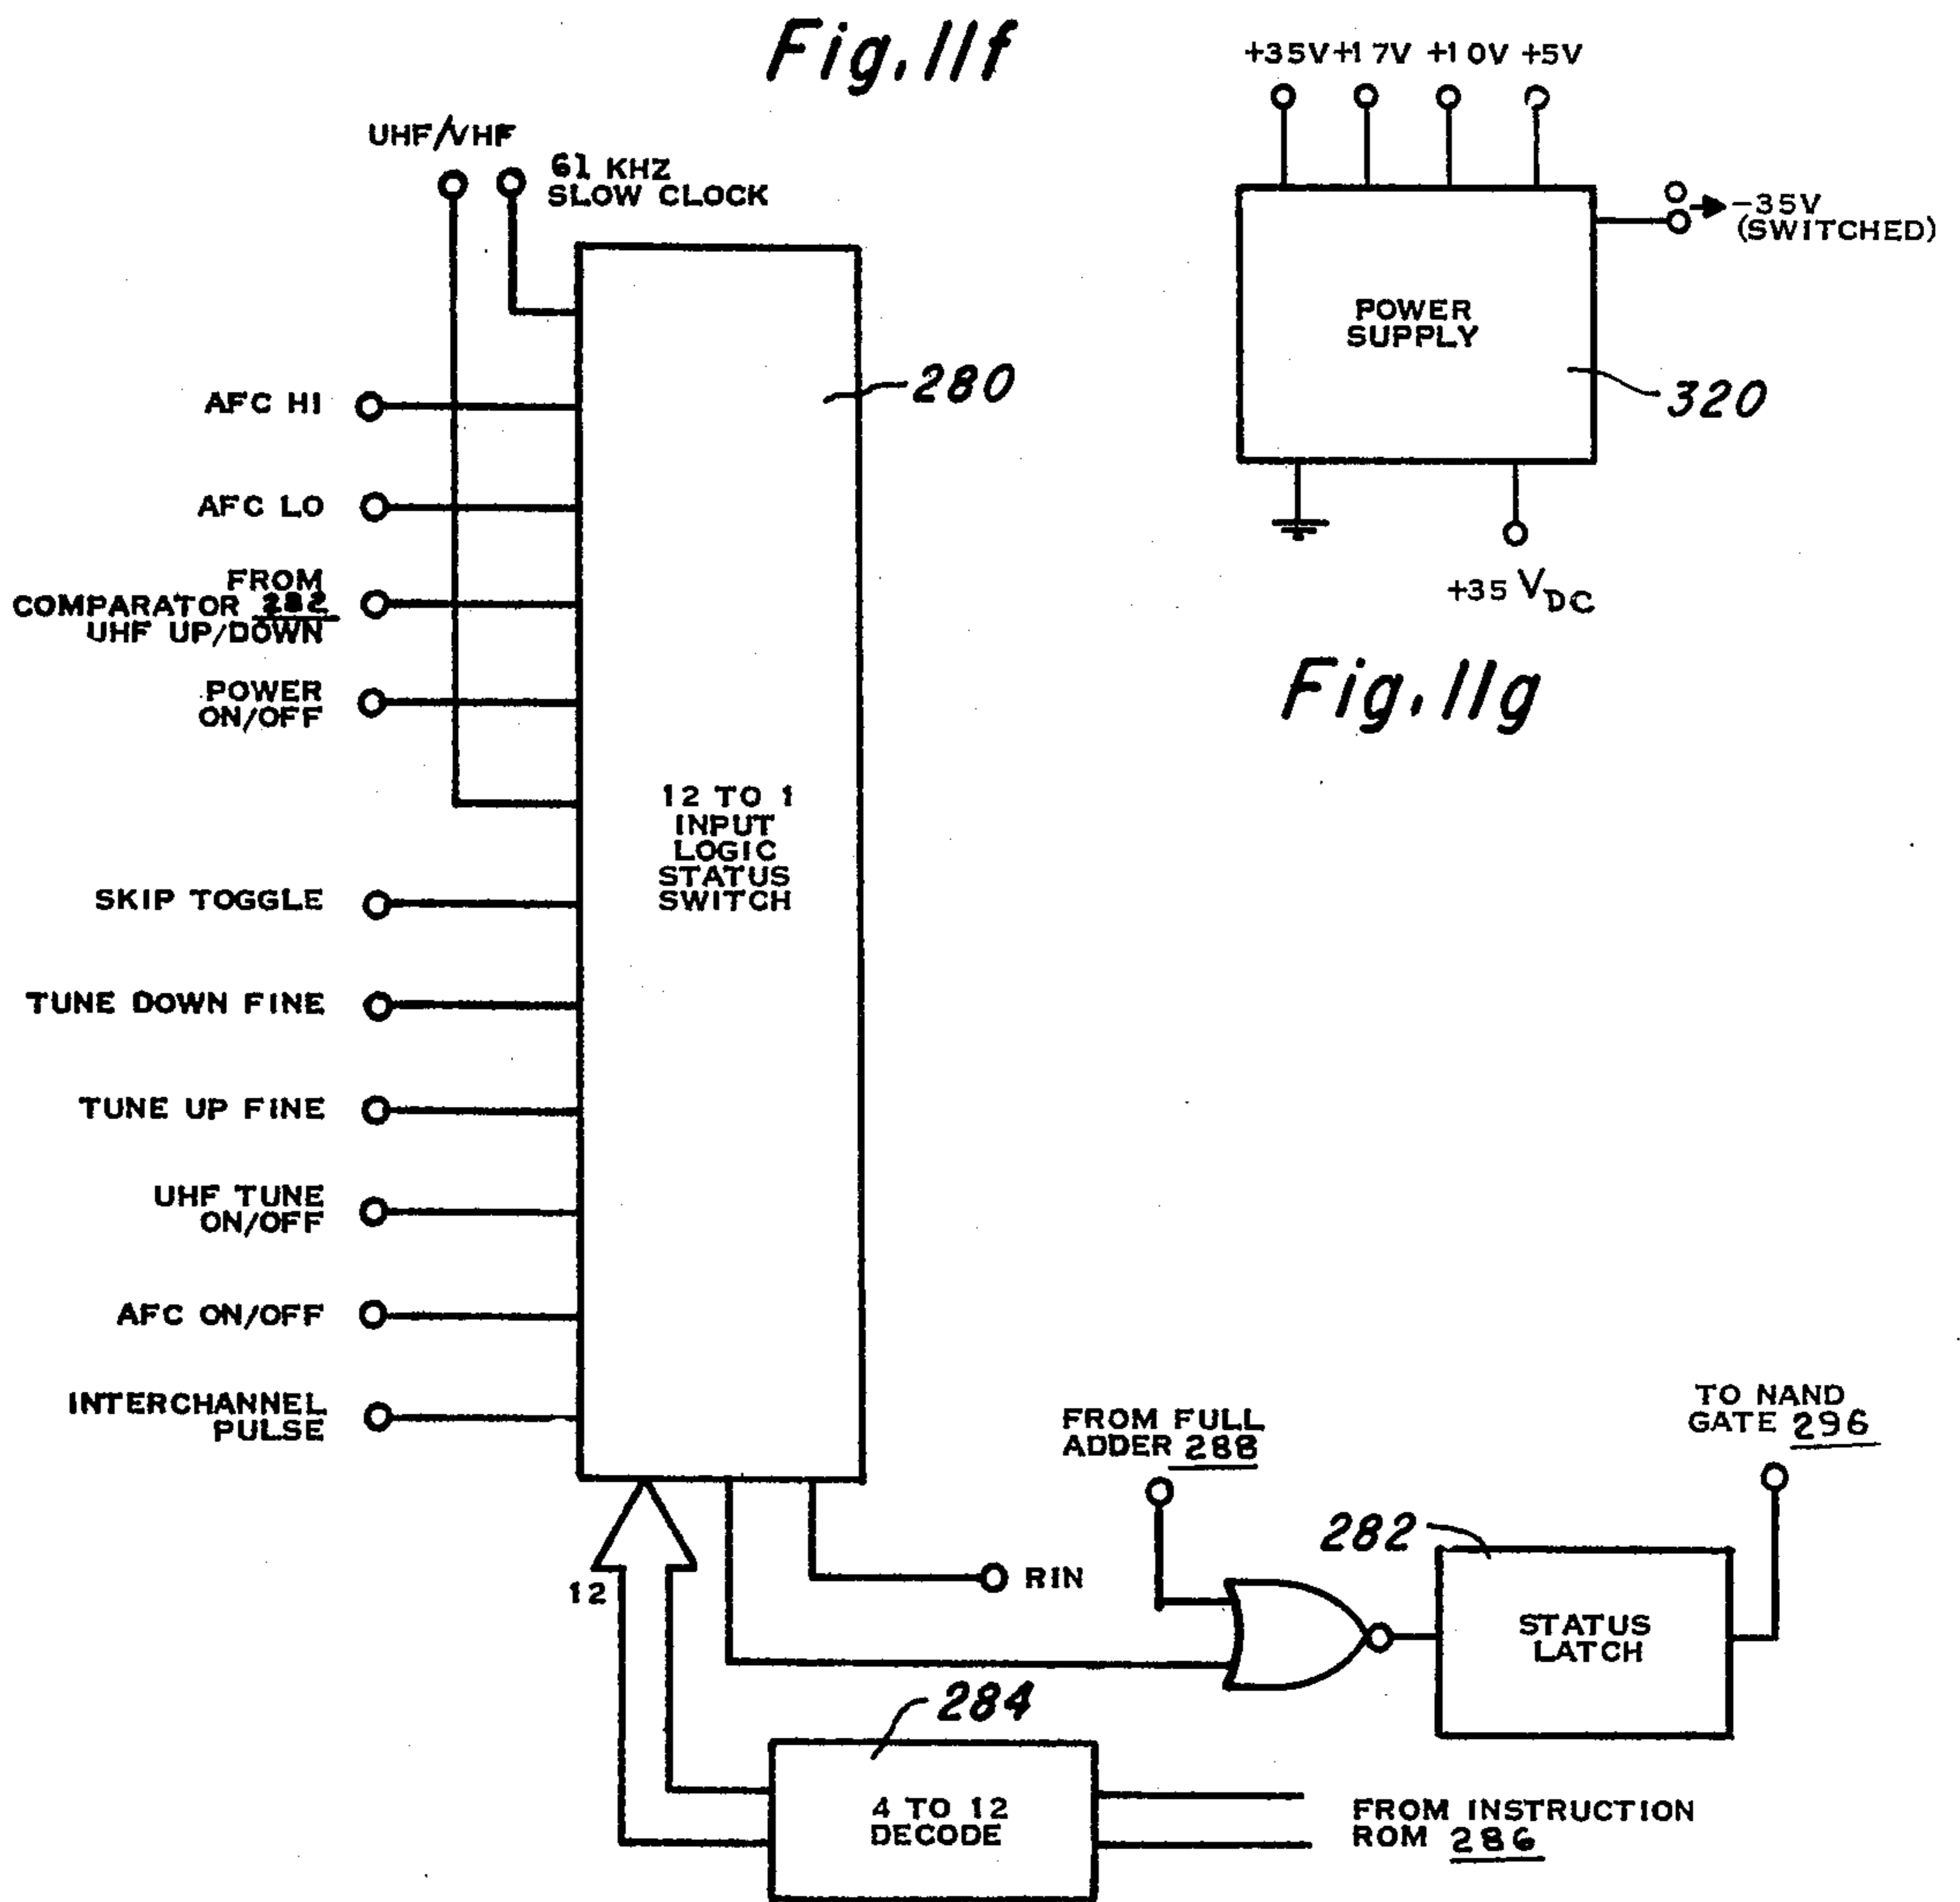 Fig. 11f
+35V +17V +10V +5V
UHF/VHF
61 KHZ
SLOW CLOCK
-35V
(SWITCHED)
POWER
SUPPLY
280
320
AFC HI
AFC LO
FROM
COMPARATOR 282
UHF UP/DOWN
+35 VDC
POWER
ON/OFF
Fig. 11g
12 TO 1
INPUT
LOGIC
STATUS
SWITCH
SKIP TOGGLE
TUNE DOWN FINE
TUNE UP FINE
UHF TUNE
ON/OFF
AFC ON/OFF
INTERCHANNEL
PULSE
FROM FULL
ADDER 288
TO NAND
GATE 296
282
12
RIN
STATUS
LATCH
284
4 TO 12
DECODE
FROM INSTRUCTION
ROM 286